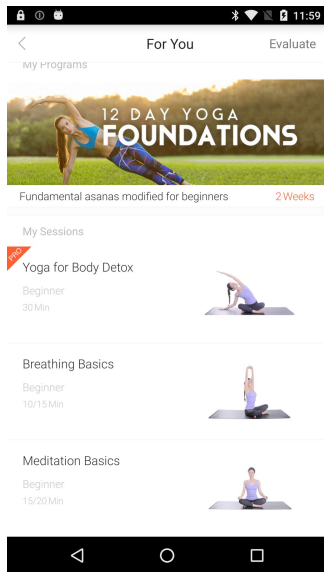 11:59
For You
Evaluate
My Programs
12 DAY YOGA
FOUNDATIONS
Fundamental asanas modified for beginners
2 Weeks
My Sessions
PRO
Yoga for Body Detox
Beginner
30 Min
Breathing Basics
Beginner
10/15 Min
Meditation Basics
Beginner
15/20 Min